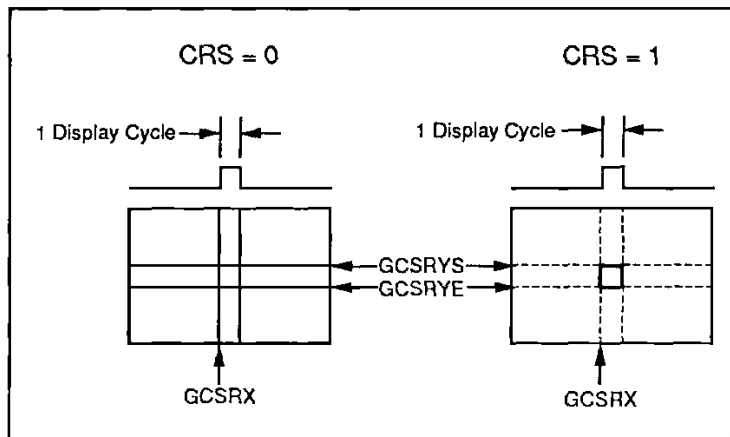 CRS = 0
CRS = 1
1 Display Cycle
1 Display Cycle
GCSRYS
GCSRYE
GCSRX
GCSRX